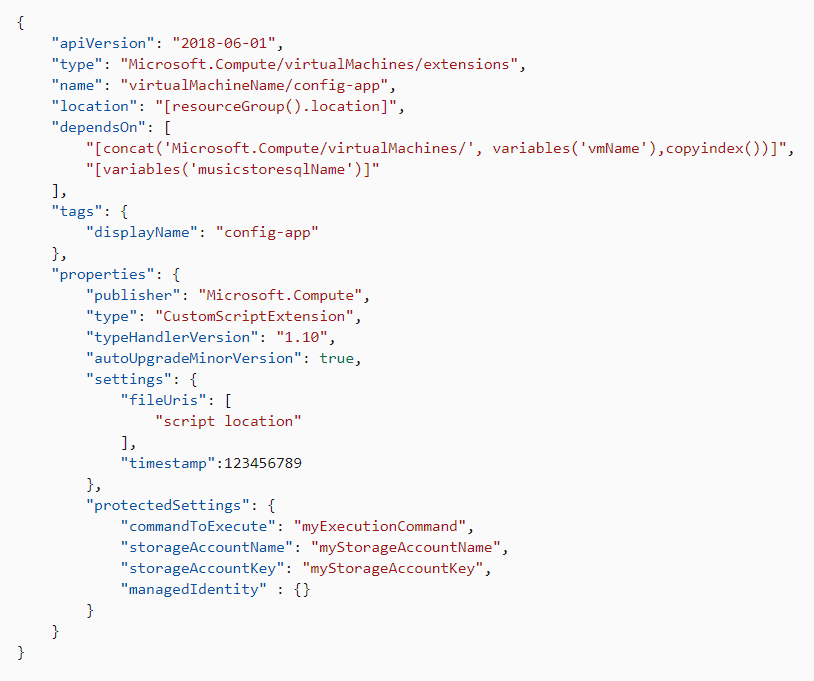 {
    "apiVersion": "2018-06-01",
    "type": "Microsoft.Compute/virtualMachines/extensions",
    "name": "virtualMachineName/config-app",
    "location": "[resourceGroup().location]",
    "dependsOn": [
        "[concat('Microsoft.Compute/virtualMachines/', variables('vmName'),copyindex())]",
        "[variables('musicstoresqlName')]"
    ],
    "tags": {
        "displayName": "config-app"
    },
    "properties": {
        "publisher": "Microsoft.Compute",
        "type": "CustomScriptExtension",
        "typeHandlerVersion": "1.10",
        "autoUpgradeMinorVersion": true,
        "settings": {
            "fileUris": [
                "script location"
            ],
            "timestamp":123456789
        },
        "protectedSettings": {
            "commandToExecute": "myExecutionCommand",
            "storageAccountName": "myStorageAccountName",
            "storageAccountKey": "myStorageAccountKey",
            "managedIdentity" : {}
        }
    }
}